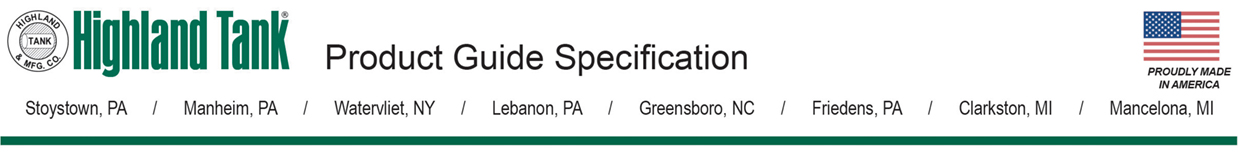 HIGHLAND
TANK
& MFG. CO.
Highland Tank®
Product Guide Specification
PROUDLY MADE
IN AMERICA
Stoystown, PA / Manheim, PA / Watervliet, NY / Lebanon, PA / Greensboro, NC / Friedens, PA / Clarkston, MI / Mancelona, MI